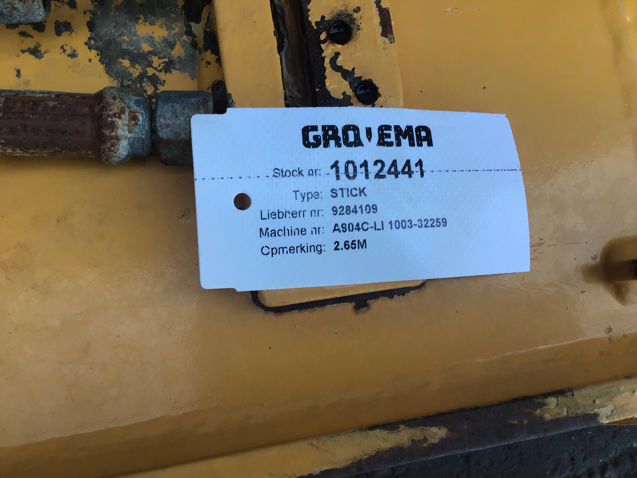 GROVEMA
Stock nr: 1012441
Type: STICK
Liebherr nr: 9284109
Machine nr: A904C-LI 1003-32259
Opmerking: 2.65M